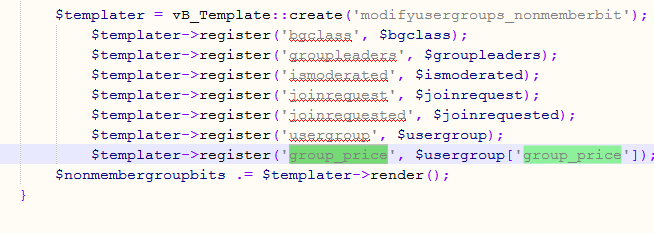 $templater = vB_Template::create('modifyusergroups_nonmemberbit');
$templater->register('bgclass', $bgclass);
$templater->register('groupleaders', $groupleaders);
$templater->register('ismoderated', $ismoderated);
$templater->register('joinrequest', $joinrequest);
$templater->register('joinrequested', $joinrequested);
$templater->register('usergroup', $usergroup);
$templater->register('group_price', $usergroup['group_price']);
$nonmembergroupbits .= $templater->render();
}